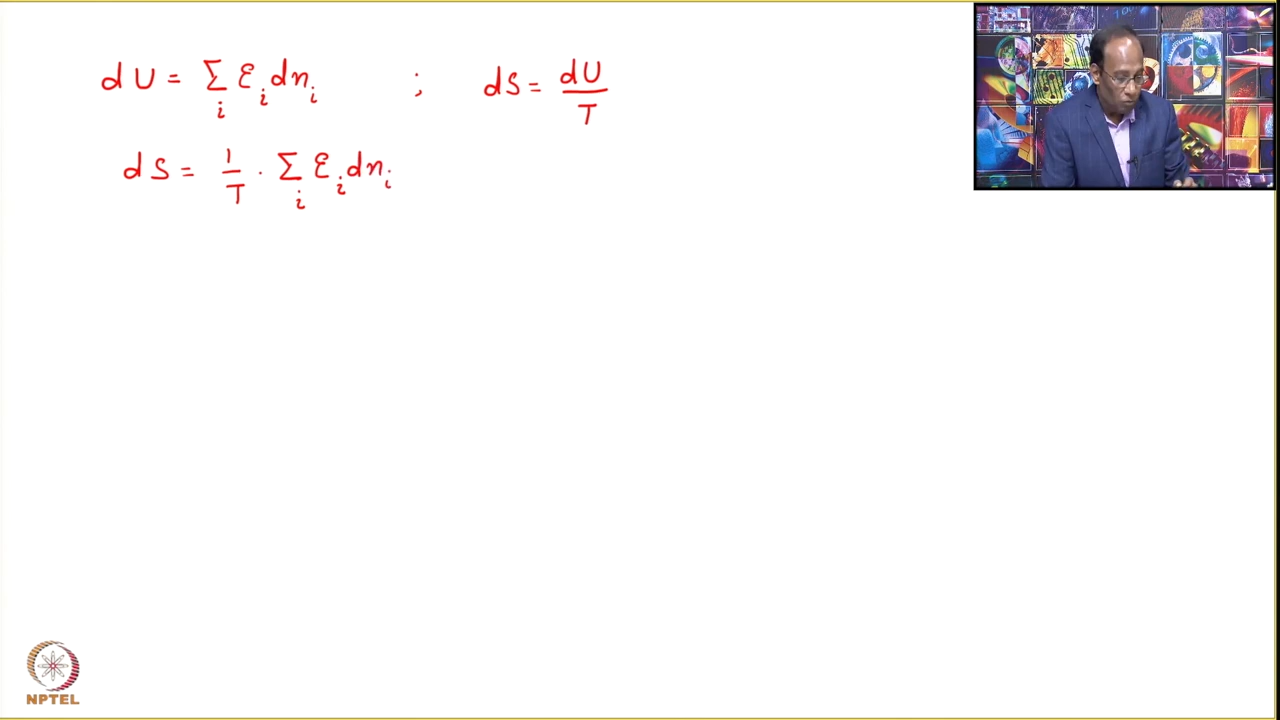 dU = Σ_i ε_i dn_i ; dS = dU/T
dS = 1/T · Σ_i ε_i dn_i
NPTEL